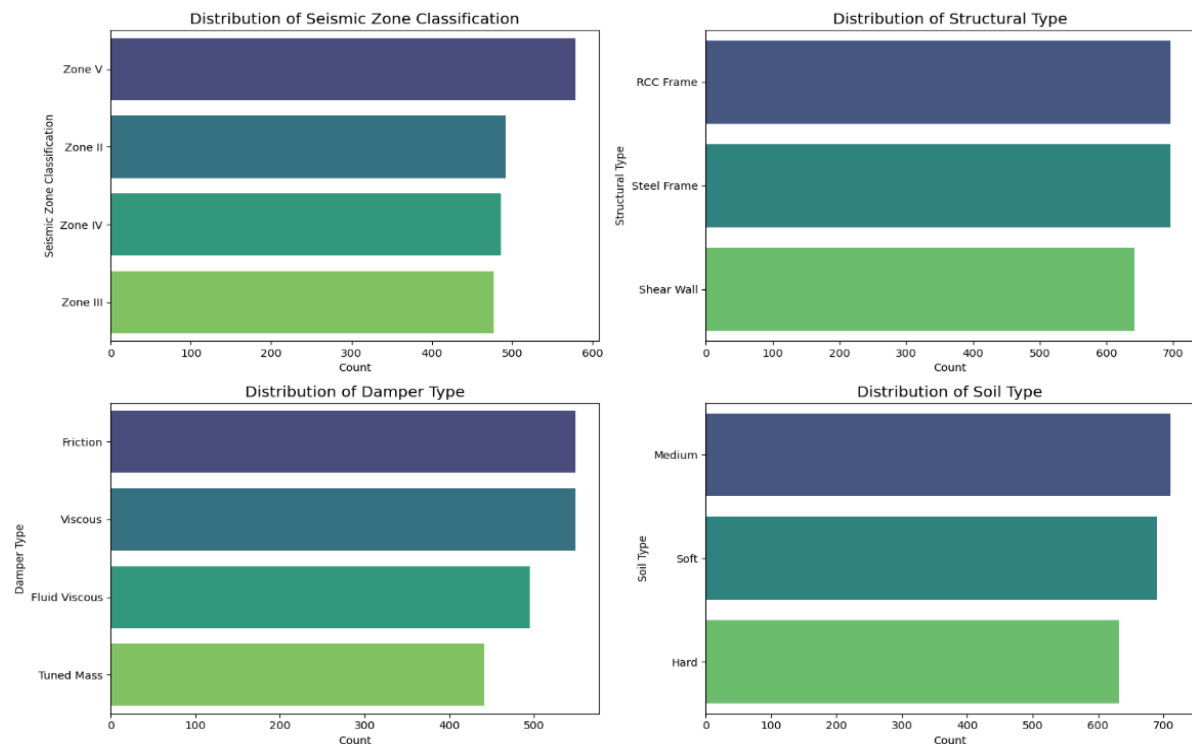 Distribution of Seismic Zone Classification
Seismic Zone Classification
Zone V
Zone II
Zone IV
Zone III
0 100 200 300 400 500 600
Count
Distribution of Structural Type
Structural Type
RCC Frame
Steel Frame
Shear Wall
0 100 200 300 400 500 600 700
Count
Distribution of Damper Type
Damper Type
Friction
Viscous
Fluid Viscous
Tuned Mass
0 100 200 300 400 500
Count
Distribution of Soil Type
Soil Type
Medium
Soft
Hard
0 100 200 300 400 500 600 700
Count